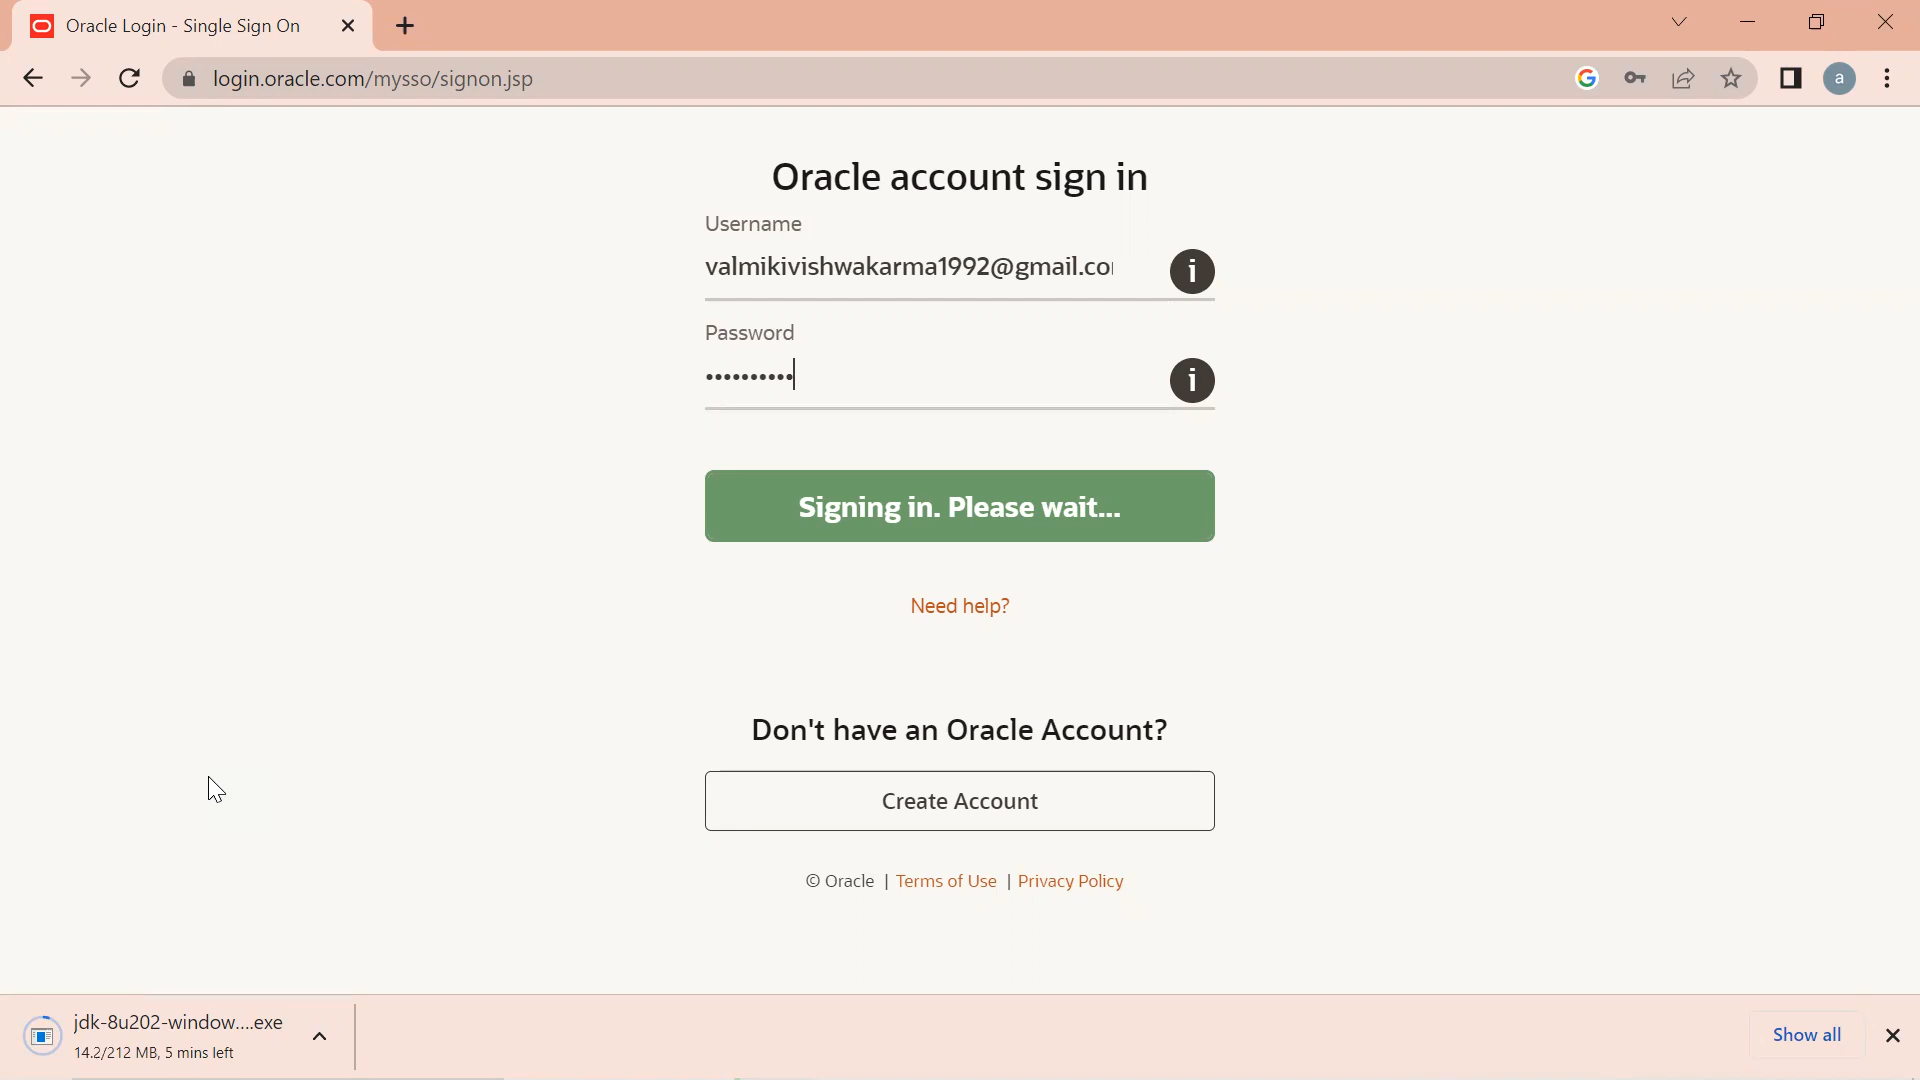 Oracle Login - Single Sign On
login.oracle.com/mysso/signon.jsp
a
Oracle account sign in
Username
valmikivishwakarma1992@gmail.co
i
Password
••••••••••
i
Signing in. Please wait...
Need help?
Don't have an Oracle Account?
Create Account
© Oracle | Terms of Use | Privacy Policy
jdk-8u202-window....exe
14.2/212 MB, 5 mins left
Show all